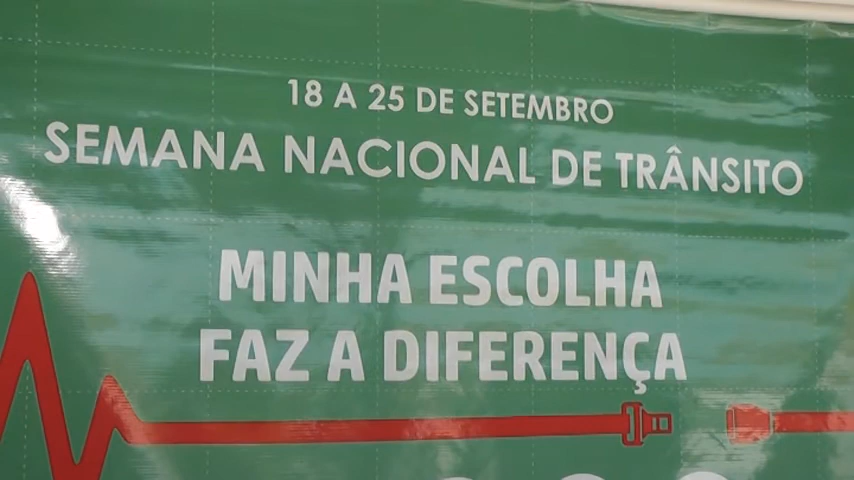 18 A 25 DE SETEMBRO
SEMANA NACIONAL DE TRÂNSITO
MINHA ESCOLHA
FAZ A DIFERENÇA